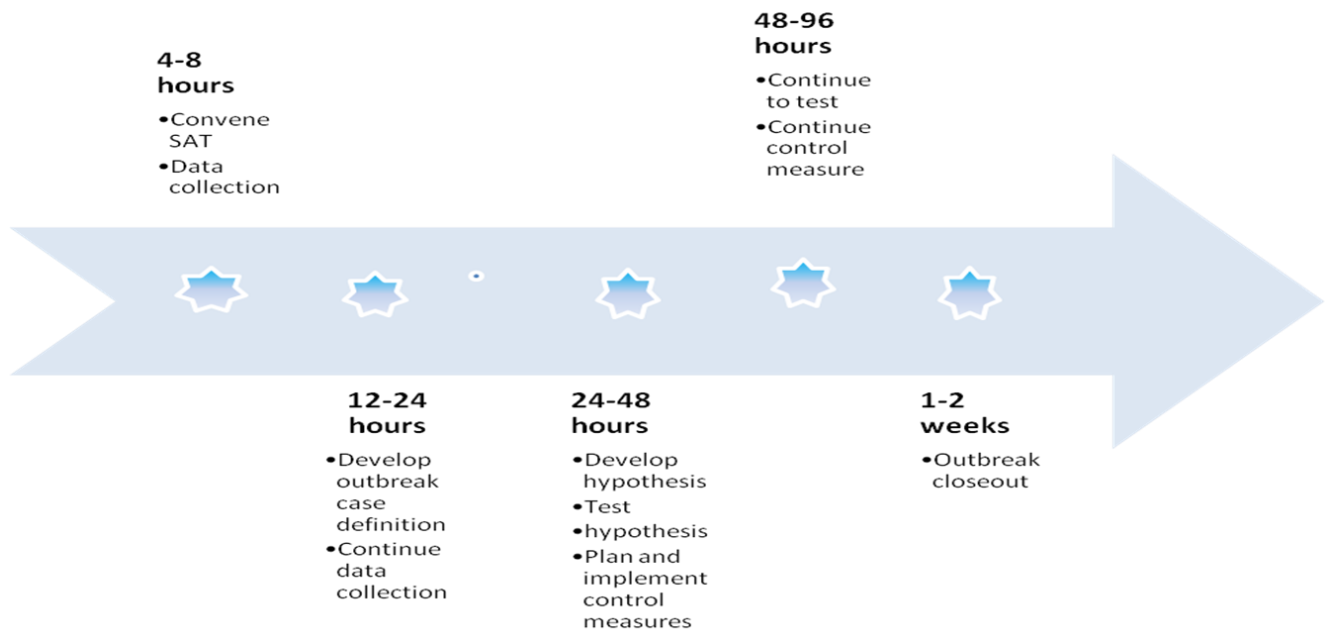 4-8
hours
•Convene
SAT
•Data
collection
48-96
hours
•Continue
to test
•Continue
control
measure
12-24
hours
•Develop
outbreak
case
definition
•Continue
data
collection
24-48
hours
•Develop
hypothesis
•Test
•hypothesis
•Plan and
implement
control
measures
1-2
weeks
•Outbreak
closeout